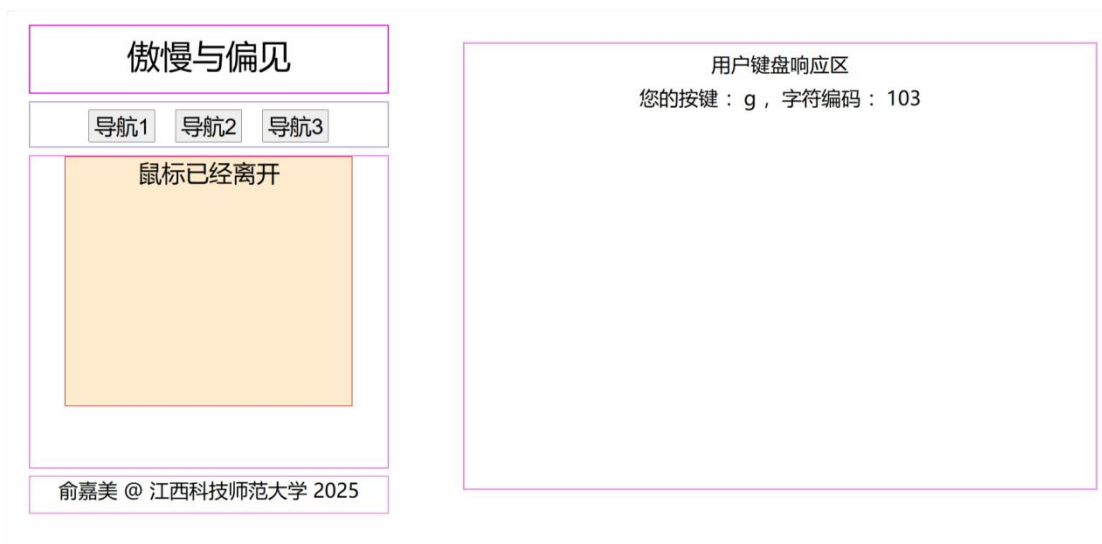 傲慢与偏见
导航1 导航2 导航3
鼠标已经离开
俞嘉美 @ 江西科技师范大学 2025
用户键盘响应区
您的按键 : g , 字符编码 : 103